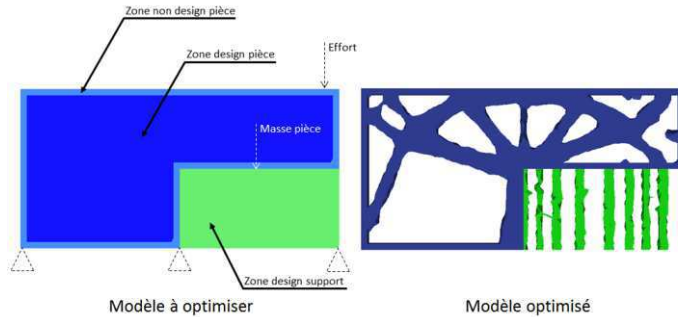 Zone non design pièce
Zone design pièce
Effort
Masse pièce
Zone design support
Modèle à optimiser
Modèle optimisé